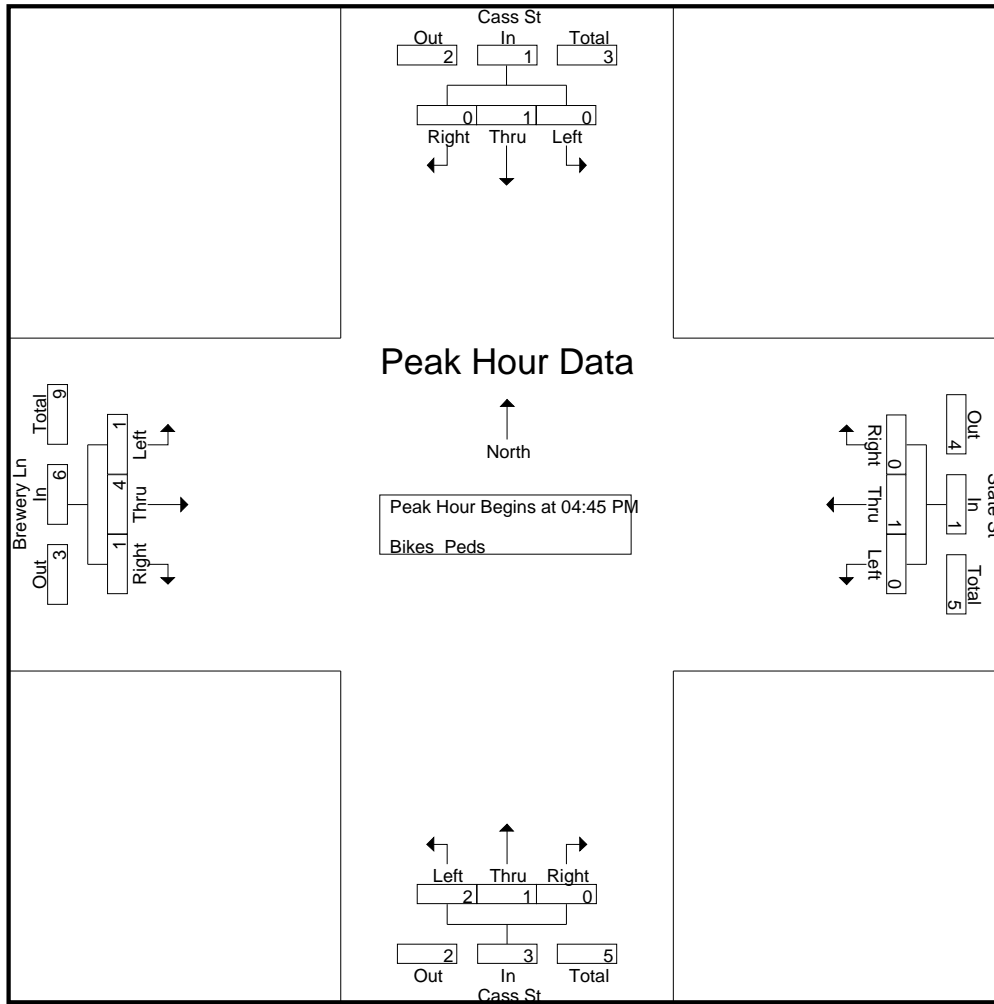 Cass St
Out In Total
2 1 3
0 1 0
Right Thru Left
Peak Hour Data
North
Peak Hour Begins at 04:45 PM
Bikes Peds
Brewery Ln
Out In Total
3 6 9
1 4 1
Left Thru Right
State St
Out In Total
4 1 5
Right Thru Left
0 1 0
Left Thru Right
2 1 0
2 3 5
Out In Total
Cass St